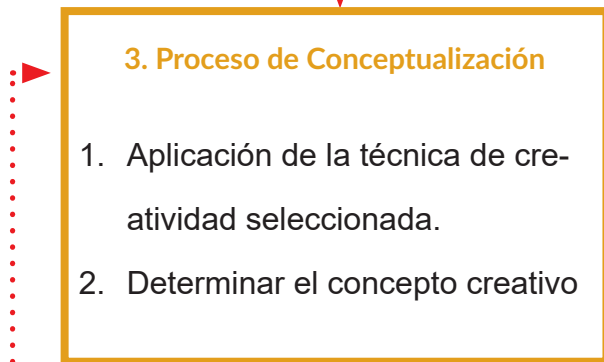 3. Proceso de Conceptualización
1. Aplicación de la técnica de cre-
atividad seleccionada.
2. Determinar el concepto creativo